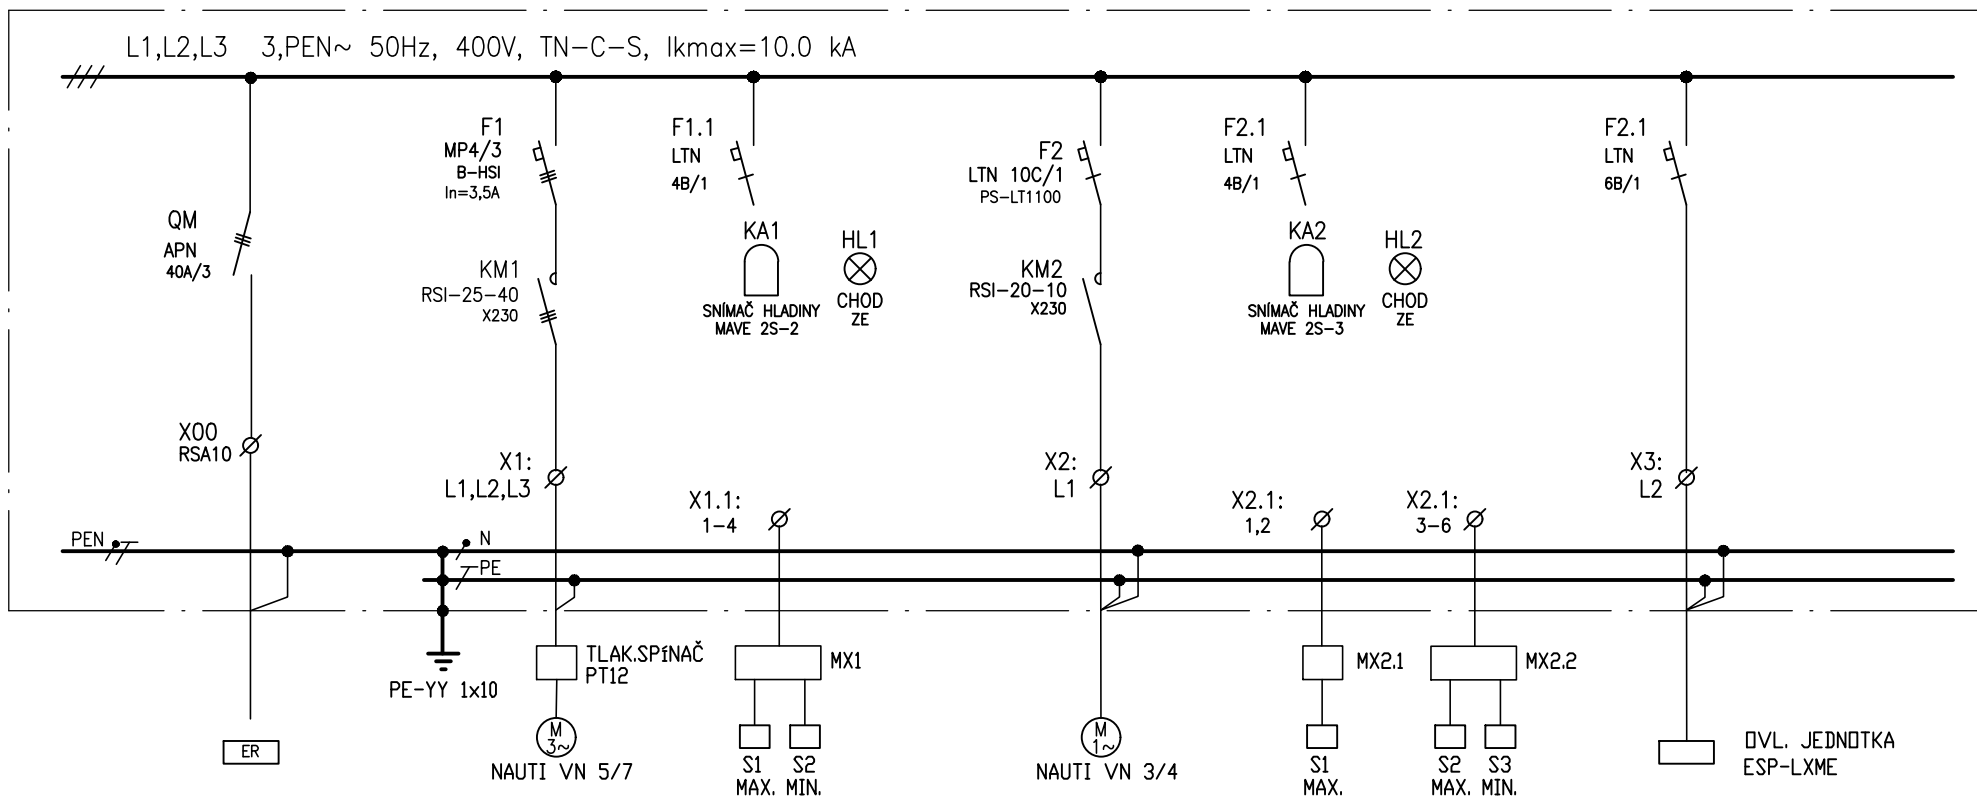 L1,L2,L3 3,PEN~ 50Hz, 400V, TN-C-S, Ikmax=10.0 kA
QM
APN
40A/3
X00
RSA10
F1
MP4/3
B-HSI
In=3,5A
KM1
RSI-25-40
X230
X1:
L1,L2,L3
F1.1
LTN
4B/1
KA1
SNÍMAČ HLADINY
MAVE 2S-2
HL1
CHOD
ZE
X1.1:
1-4
F2
LTN 10C/1
PS-LT1100
KM2
RSI-20-10
X230
X2:
L1
F2.1
LTN
4B/1
KA2
SNÍMAČ HLADINY
MAVE 2S-3
HL2
CHOD
ZE
X2.1:
1,2
X2.1:
3-6
F2.1
LTN
6B/1
X3:
L2
PEN
N
PE
PE-YY 1x10
ER
TLAK.SPíNAČ
PT12
M
3~
NAUTI VN 5/7
MX1
S1
MAX.
S2
MIN.
M
1~
NAUTI VN 3/4
MX2.1
S1
MAX.
MX2.2
S2
MAX.
S3
MIN.
OVL. JEDNOTKA
ESP-LXME